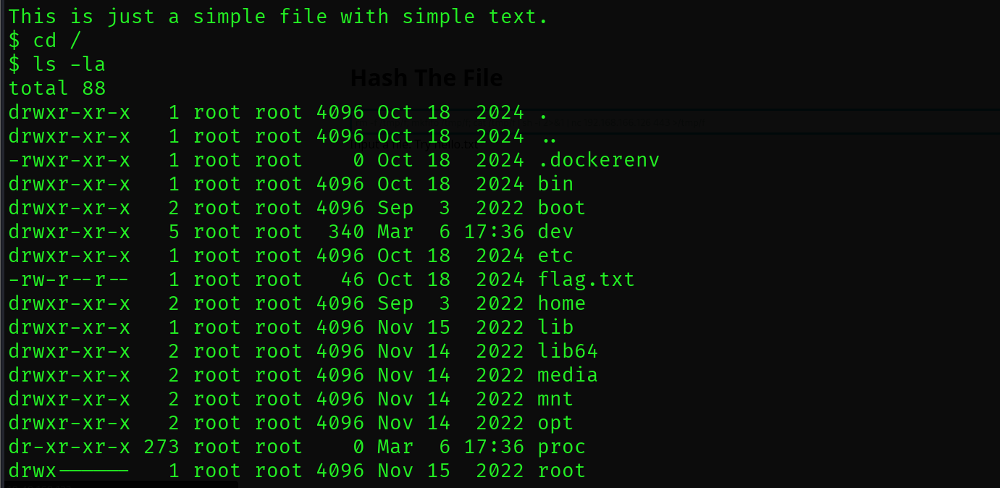 This is just a simple file with simple text.
$ cd /
$ ls -la
Hash The File
total 88
drwxr-xr-x   1 root root 4096 Oct 18  2024 .
drwxr-xr-x   1 root root 4096 Oct 18  2024 ..
-rwxr-xr-x   1 root root    0 Oct 18  2024 .dockerenv
drwxr-xr-x   1 root root 4096 Oct 18  2024 bin
drwxr-xr-x   2 root root 4096 Sep  3  2022 boot
drwxr-xr-x   5 root root  340 Mar  6 17:36 dev
drwxr-xr-x   1 root root 4096 Oct 18  2024 etc
-rw-r--r--   1 root root   46 Oct 18  2024 flag.txt
drwxr-xr-x   2 root root 4096 Sep  3  2022 home
drwxr-xr-x   1 root root 4096 Nov 15  2022 lib
drwxr-xr-x   2 root root 4096 Nov 14  2022 lib64
drwxr-xr-x   2 root root 4096 Nov 14  2022 media
drwxr-xr-x   2 root root 4096 Nov 14  2022 mnt
drwxr-xr-x   2 root root 4096 Nov 14  2022 opt
dr-xr-xr-x 273 root root    0 Mar  6 17:36 proc
drwx------   1 root root 4096 Nov 15  2022 root